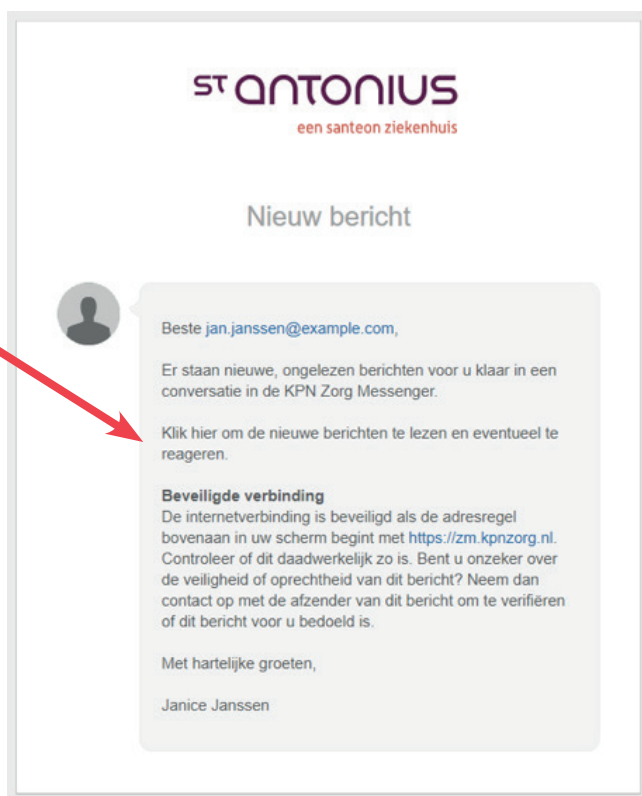 ST antonius
een santeon ziekenhuis
Nieuw bericht
Beste jan.janssen@example.com,
Er staan nieuwe, ongelezen berichten voor u klaar in een
conversatie in de KPN Zorg Messenger.
Klik hier om de nieuwe berichten te lezen en eventueel te
reageren.
Beveiligde verbinding
De internetverbinding is beveiligd als de adresregel
bovenaan in uw scherm begint met https://zm.kpnzorg.nl.
Controleer of dit daadwerkelijk zo is. Bent u onzeker over
de veiligheid of oprechtheid van dit bericht? Neem dan
contact op met de afzender van dit bericht om te verifiëren
of dit bericht voor u bedoeld is.
Met hartelijke groeten,
Janice Janssen